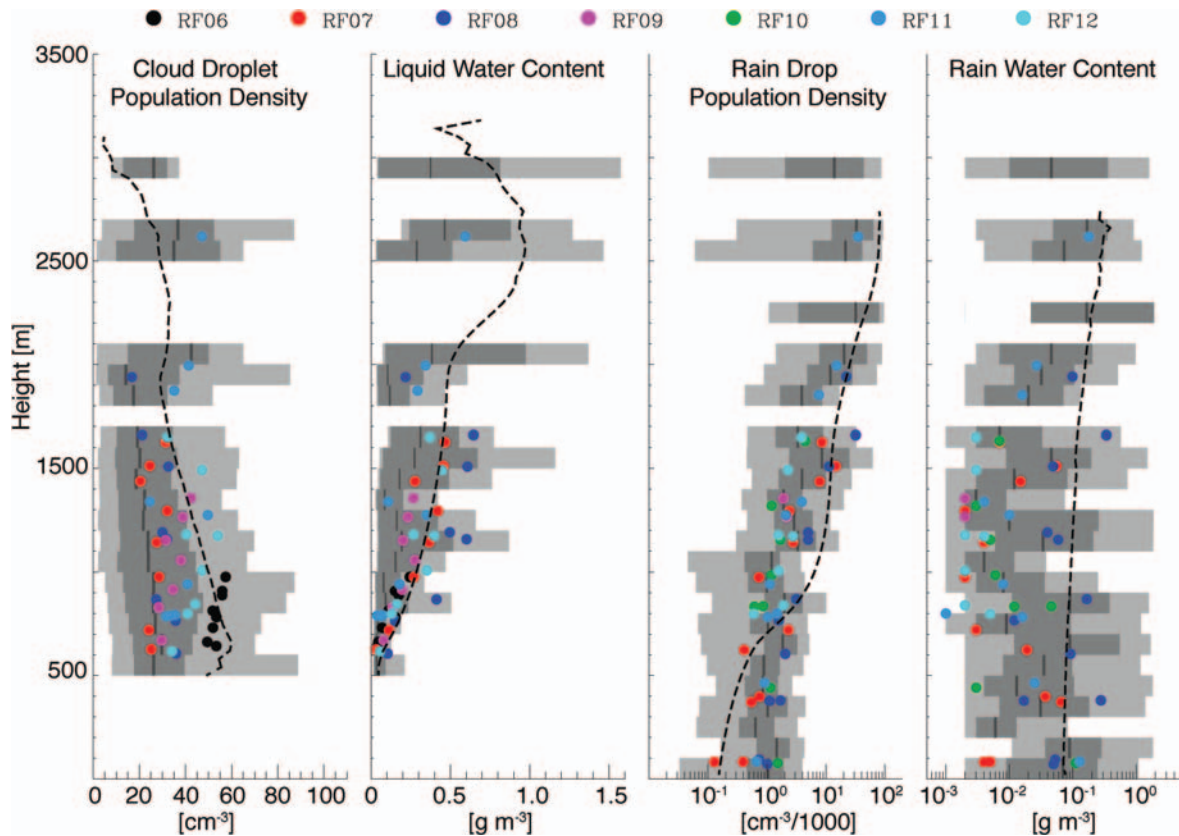 RF06 RF07 RF08 RF09 RF10 RF11 RF12
Cloud Droplet
Population Density
Liquid Water Content
Rain Drop
Population Density
Rain Water Content
Height [m]
3500
2500
1500
500
0 20 40 60 80 100
[cm⁻³]
0 0.5 1.0 1.5
[g m⁻³]
10⁻¹ 10⁰ 10¹ 10²
[cm⁻³/1000]
10⁻³ 10⁻² 10⁻¹ 10⁰
[g m⁻³]